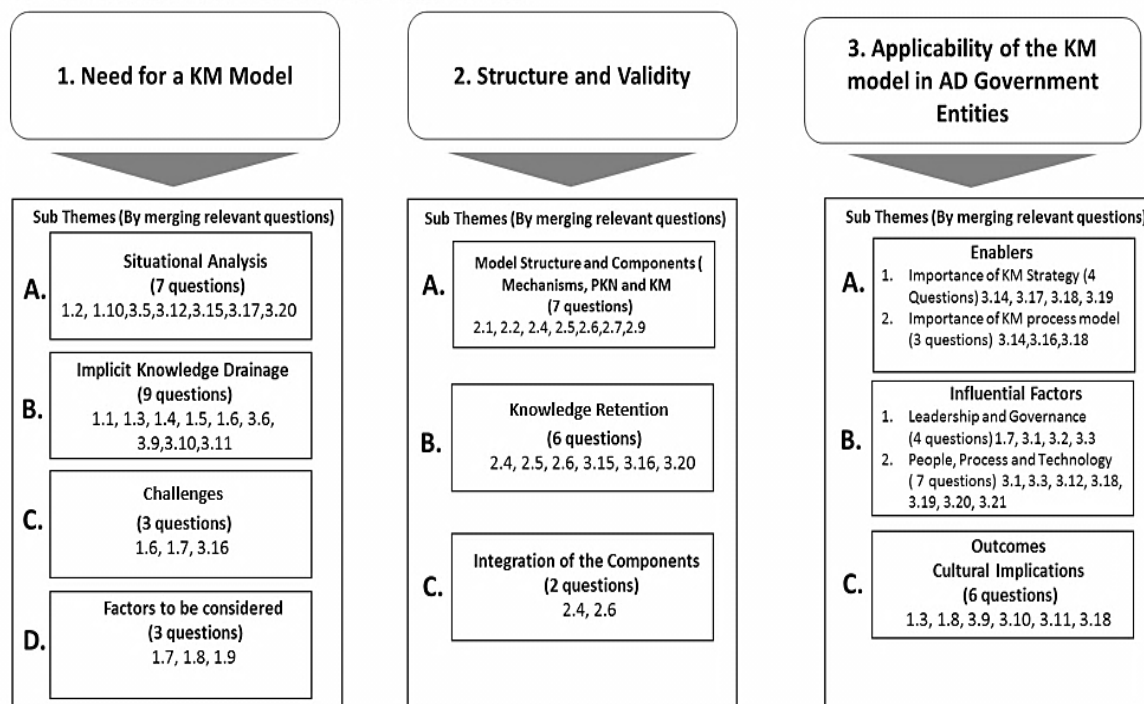 1. Need for a KM Model
Sub Themes (By merging relevant questions)
A.
Situational Analysis
(7 questions)
1.2, 1.10,3.5,3.12,3.15,3.17,3.20
B.
Implicit Knowledge Drainage
(9 questions)
1.1, 1.3, 1.4, 1.5, 1.6, 3.6,
3.9,3.10,3.11
C.
Challenges
(3 questions)
1.6, 1.7, 3.16
D.
Factors to be considered
(3 questions)
1.7, 1.8, 1.9
2. Structure and Validity
Sub Themes (By merging relevant questions)
A.
Model Structure and Components (
Mechanisms, PKN and KM)
(7 questions)
2.1, 2.2, 2.4, 2.5,2.6,2.7,2.9
B.
Knowledge Retention
(6 questions)
2.4, 2.5, 2.6, 3.15, 3.16, 3.20
C.
Integration of the Components
(2 questions)
2.4, 2.6
3. Applicability of the KM
model in AD Government
Entities
Sub Themes (By merging relevant questions)
A.
Enablers
1. Importance of KM Strategy (4
Questions) 3.14, 3.17, 3.18, 3.19
2. Importance of KM process model
(3 questions) 3.14,3.16,3.18
B.
Influential Factors
1. Leadership and Governance
(4 questions) 1.7, 3.1, 3.2, 3.3
2. People, Process and Technology
( 7 questions) 3.1, 3.3, 3.12, 3.18,
3.19, 3.20, 3.21
C.
Outcomes
Cultural Implications
(6 questions)
1.3, 1.8, 3.9, 3.10, 3.11, 3.18